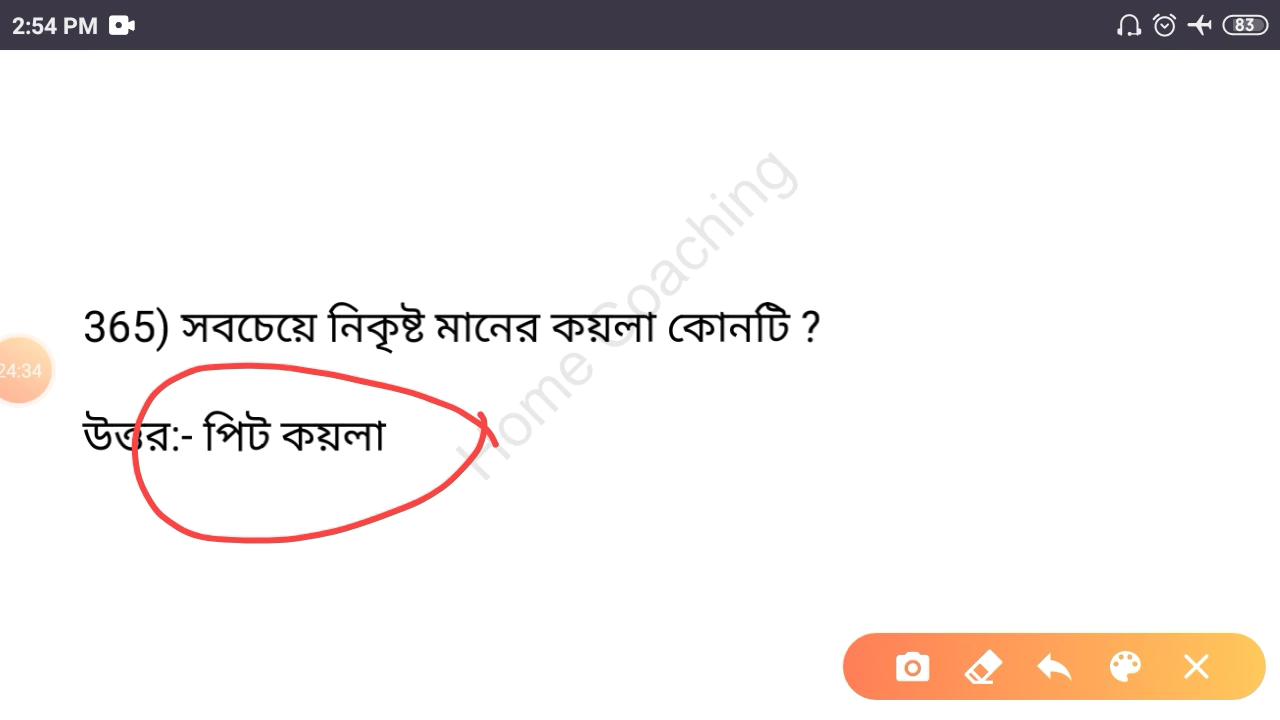 2:54 PM
83
Home Coaching
365) সবচেয়ে নিকৃষ্ট মানের কয়লা কোনটি ?
24:34
উত্তর:- পিট কয়লা